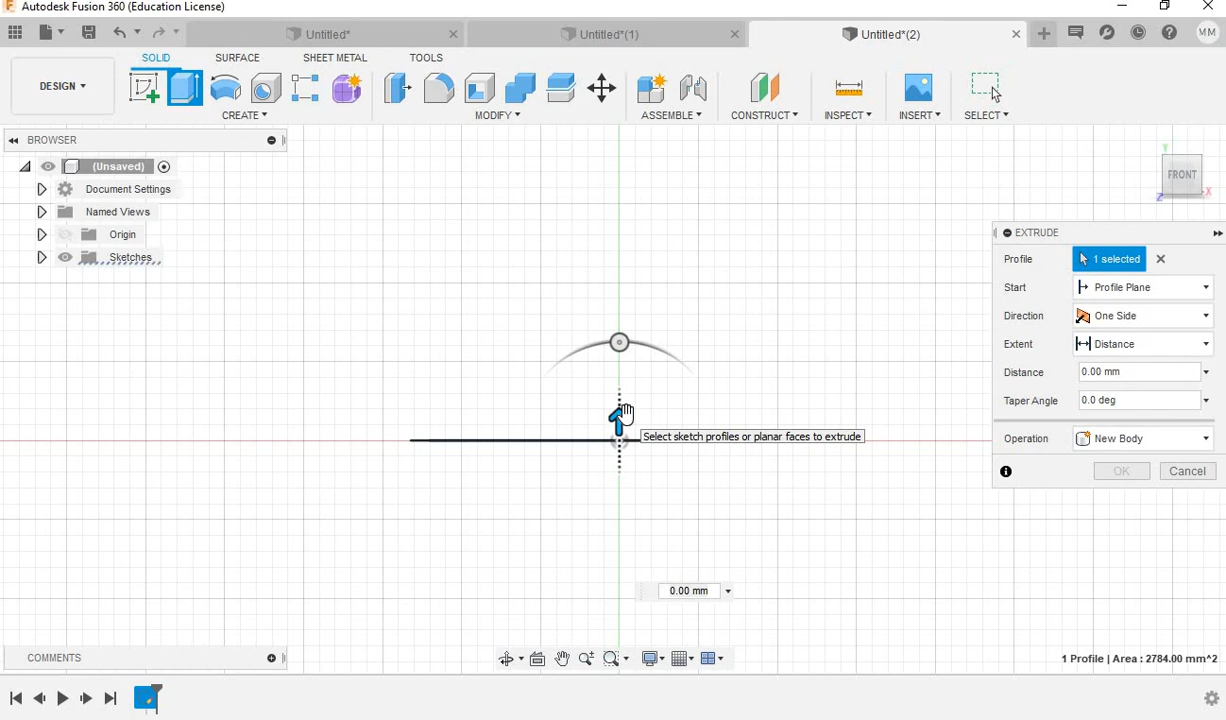 Autodesk Fusion 360 (Education License)
Untitled*
Untitled*(1)
Untitled*(2)
MM
SOLID
SURFACE
SHEET METAL
TOOLS
DESIGN
CREATE
MODIFY
ASSEMBLE
CONSTRUCT
INSPECT
INSERT
SELECT
BROWSER
(Unsaved)
Document Settings
Named Views
Origin
Sketches
FRONT
Y
X
Z
EXTRUDE
Profile 1 selected
Start Profile Plane
Direction One Side
Extent Distance
Distance 0.00 mm
Taper Angle 0.0 deg
Operation New Body
OK Cancel
Select sketch profiles or planar faces to extrude
0.00 mm
COMMENTS
1 Profile | Area : 2784.00 mm^2